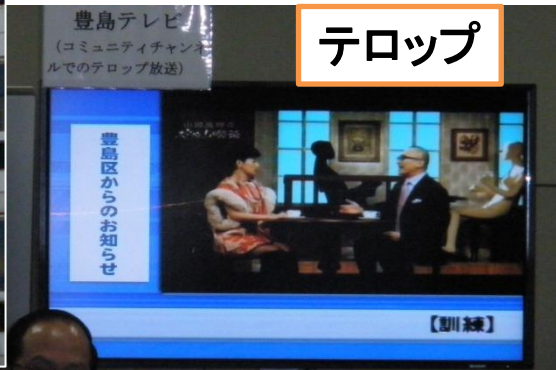 豊島テレビ
(コミュニティチャンネ
ルでのテロップ放送)
テロップ
豊島区からのお知らせ
【訓練】